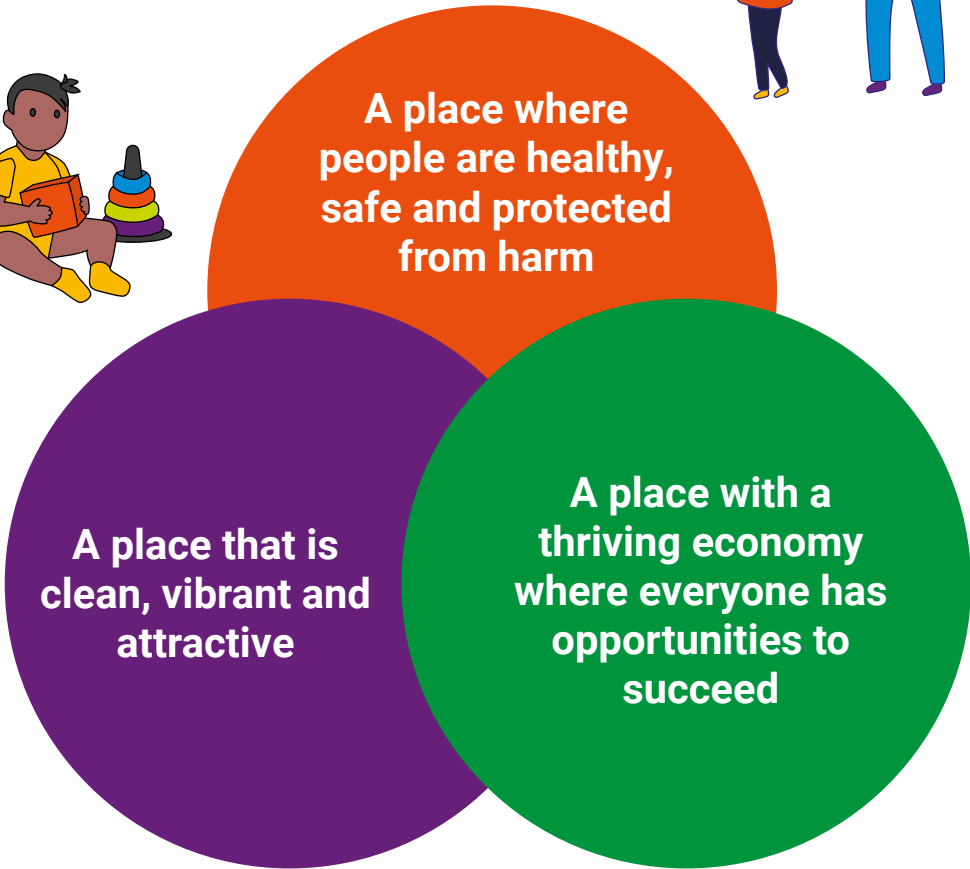 A place where
people are healthy,
safe and protected
from harm
A place that is
clean, vibrant and
attractive
A place with a
thriving economy
where everyone has
opportunities to
succeed